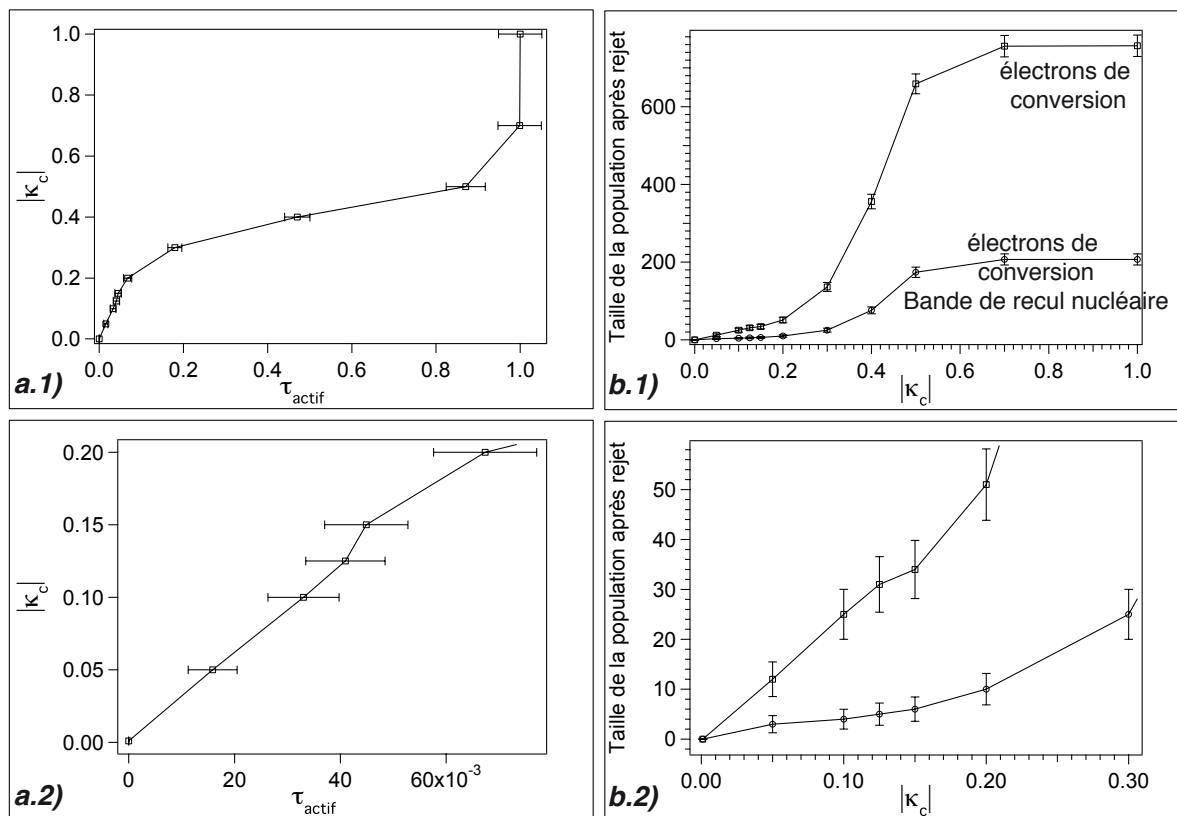 1.0
0.8
0.6
0.4
0.2
0.0
|κc|
0.0 0.2 0.4 0.6 0.8 1.0
τactif
a.1)
Taille de la population après rejet
600
400
200
0
électrons de
conversion
électrons de
conversion
Bande de recul nucléaire
0.0 0.2 0.4 0.6 0.8 1.0
|κc|
b.1)
0.20
0.15
0.10
0.05
0.00
|κc|
0 20 40 60x10-3
τactif
a.2)
Taille de la population après rejet
50
40
30
20
10
0
0.00 0.10 0.20 0.30
|κc|
b.2)